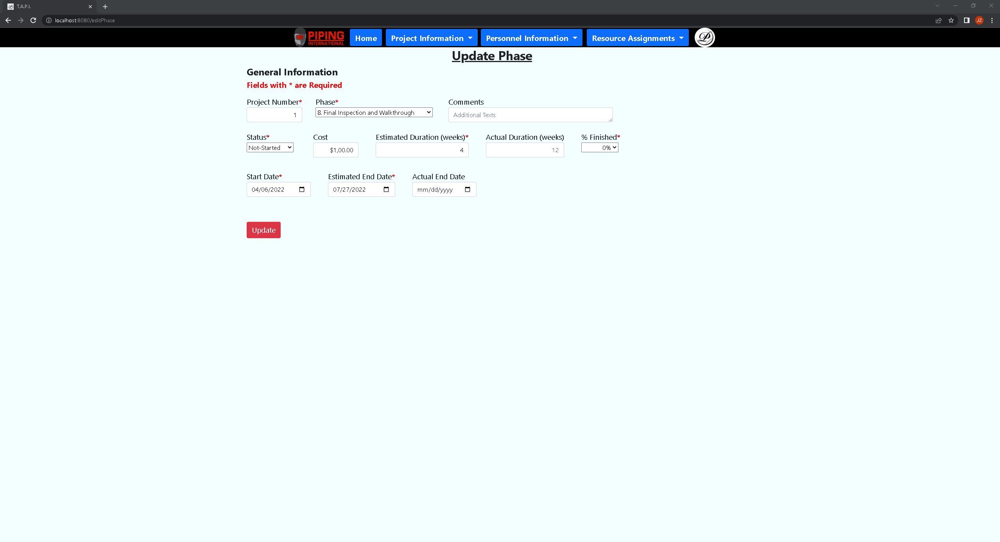 T.A.P.I.
localhost:8080/editPhase
JZ
PIPING
INTERNATIONAL
Home
Project Information
Personnel Information
Resource Assignments
Update Phase
General Information
Fields with * are Required
Project Number* Phase* Comments
1 8. Final Inspection and Walkthrough Additional Texts
Status* Cost Estimated Duration (weeks)* Actual Duration (weeks) % Finished*
Not-Started $1,00.00 4 12 0%
Start Date* Estimated End Date* Actual End Date
04/06/2022 07/27/2022 mm/dd/yyyy
Update